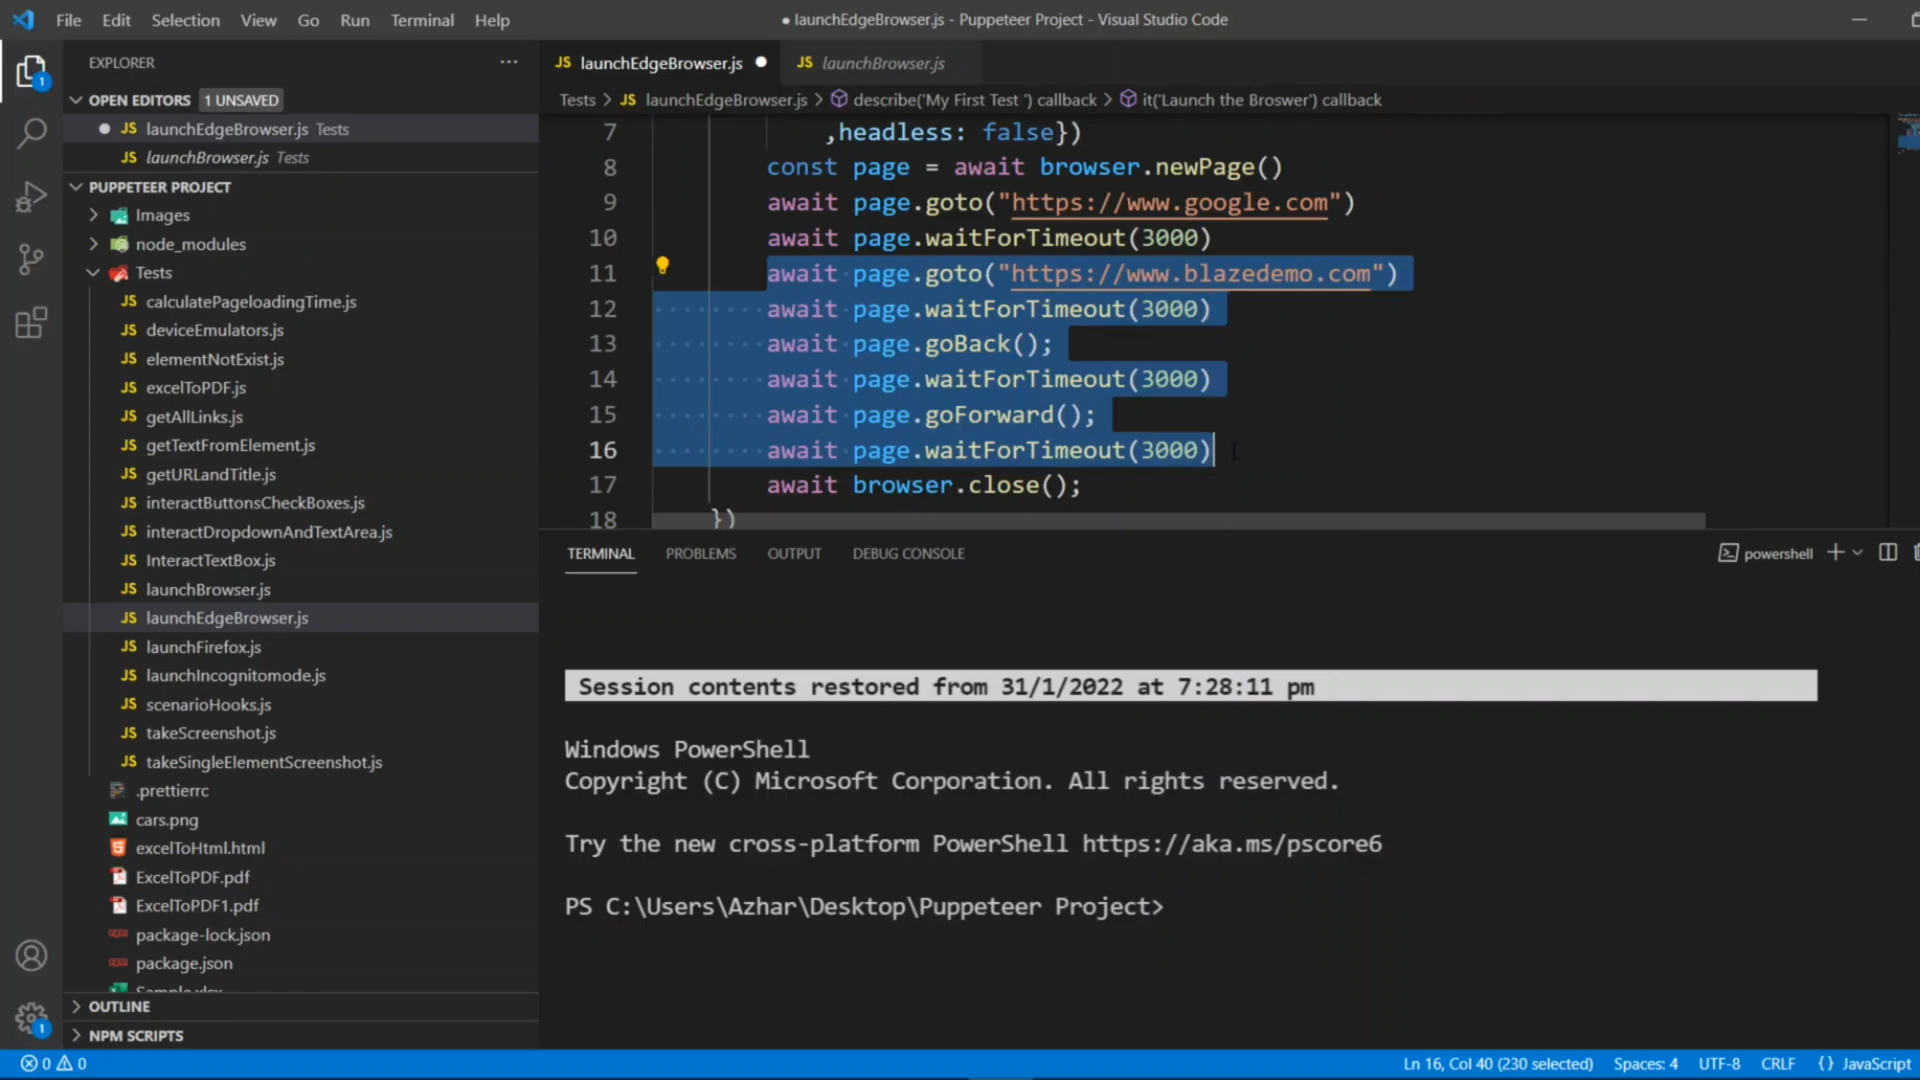 File Edit Selection View Go Run Terminal Help
● launchEdgeBrowser.js - Puppeteer Project - Visual Studio Code
EXPLORER
OPEN EDITORS 1 UNSAVED
JS launchEdgeBrowser.js Tests
JS launchBrowser.js Tests
PUPPETEER PROJECT
Images
node_modules
Tests
JS calculatePageloadingTime.js
JS deviceEmulators.js
JS elementNotExist.js
JS excelToPDF.js
JS getAllLinks.js
JS getTextFromElement.js
JS getURLandTitle.js
JS interactButtonsCheckBoxes.js
JS interactDropdownAndTextArea.js
JS InteractTextBox.js
JS launchBrowser.js
JS launchEdgeBrowser.js
JS launchFirefox.js
JS launchIncognitomode.js
JS scenarioHooks.js
JS takeScreenshot.js
JS takeSingleElementScreenshot.js
.prettierrc
cars.png
excelToHtml.html
ExcelToPDF.pdf
ExcelToPDF1.pdf
package-lock.json
package.json
Sample.xlsx
OUTLINE
NPM SCRIPTS
1
1
JS launchEdgeBrowser.js
JS launchBrowser.js
Tests > JS launchEdgeBrowser.js > describe('My First Test ') callback > it('Launch the Broswer') callback
7 ,headless: false})
8 const page = await browser.newPage()
9 await page.goto("https://www.google.com")
10 await page.waitForTimeout(3000)
11 await page.goto("https://www.blazedemo.com")
12 await page.waitForTimeout(3000)
13 await page.goBack();
14 await page.waitForTimeout(3000)
15 await page.goForward();
16 await page.waitForTimeout(3000)
17 await browser.close();
18 })
TERMINAL PROBLEMS OUTPUT DEBUG CONSOLE
powershell
Session contents restored from 31/1/2022 at 7:28:11 pm
Windows PowerShell
Copyright (C) Microsoft Corporation. All rights reserved.
Try the new cross-platform PowerShell https://aka.ms/pscore6
PS C:\Users\Azhar\Desktop\Puppeteer Project>
0 0
Ln 16, Col 40 (230 selected) Spaces: 4 UTF-8 CRLF {} JavaScript